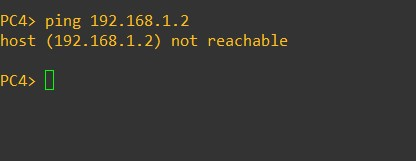 PC4> ping 192.168.1.2
host (192.168.1.2) not reachable
PC4>